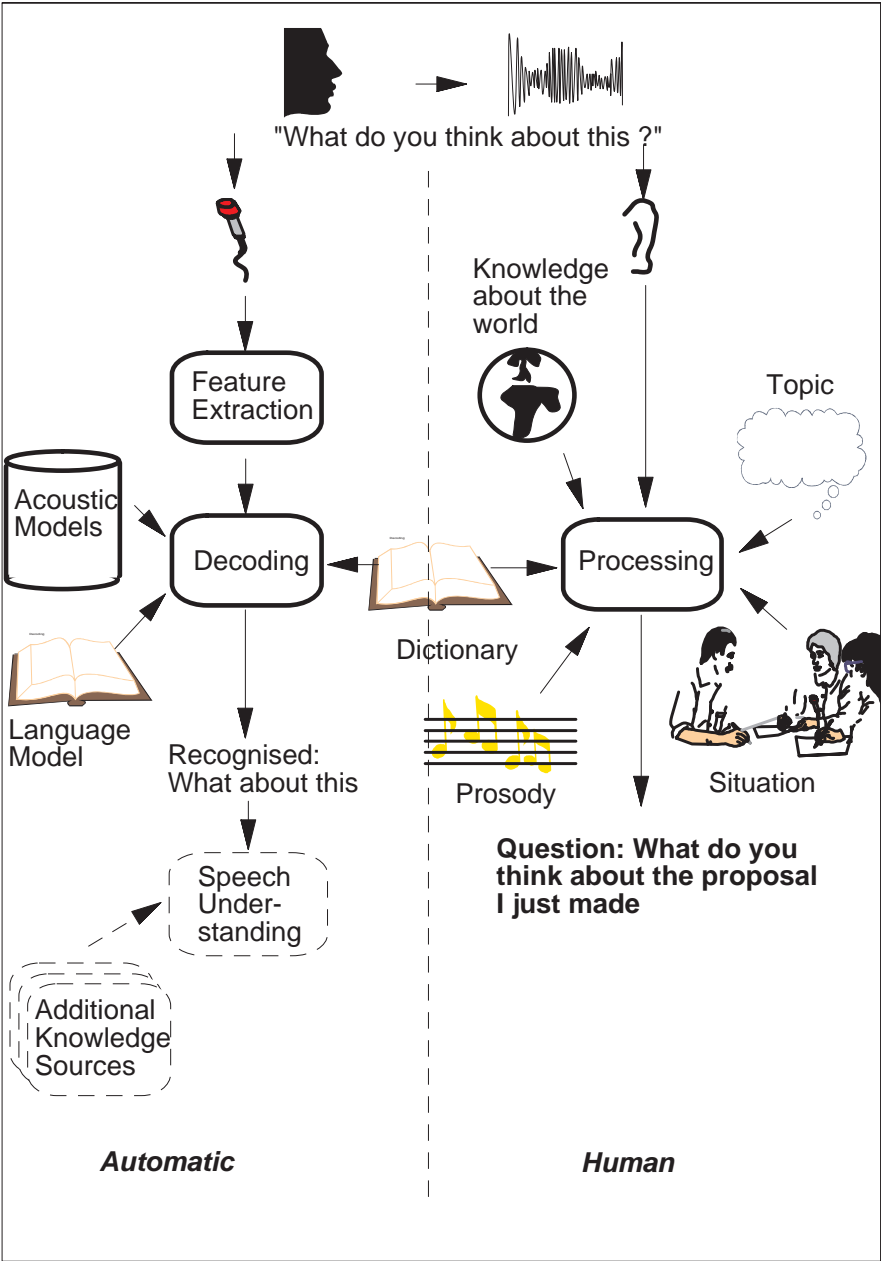 "What do you think about this ?"
Knowledge
about the
world
Feature
Extraction
Topic
Acoustic
Models
Decoding
Processing
Dictionary
Language
Model
Recognised:
What about this
Prosody
Situation
Question: What do you
think about the proposal
I just made
Speech
Under-
standing
Additional
Knowledge
Sources
Automatic
Human